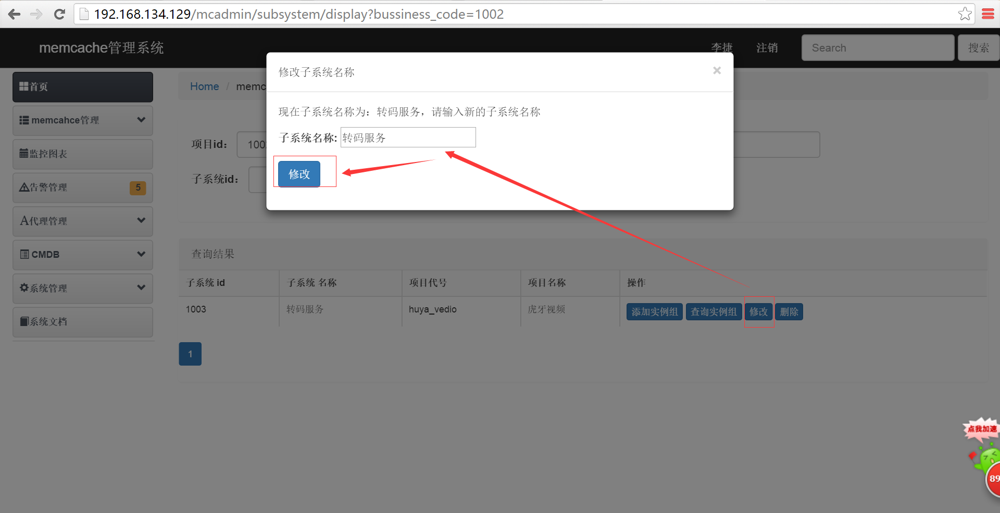 192.168.134.129/mcadmin/subsystem/display?bussiness_code=1002
memcache管理系统
李捷
注销
Search
搜索
修改子系统名称
×
首页
Home / memc
memcahce管理
现在子系统名称为：转码服务，请输入新的子系统名称
子系统名称: 转码服务
项目id： 100
监控图表
修改
子系统id：
告警管理 5
代理管理
CMDB
查询结果
系统管理
子系统 id 子系统 名称 项目代号 项目名称 操作
1003 转码服务 huya_vedio 虎牙视频 添加实例组 查询实例组 修改 删除
系统文档
1
点我加速
89